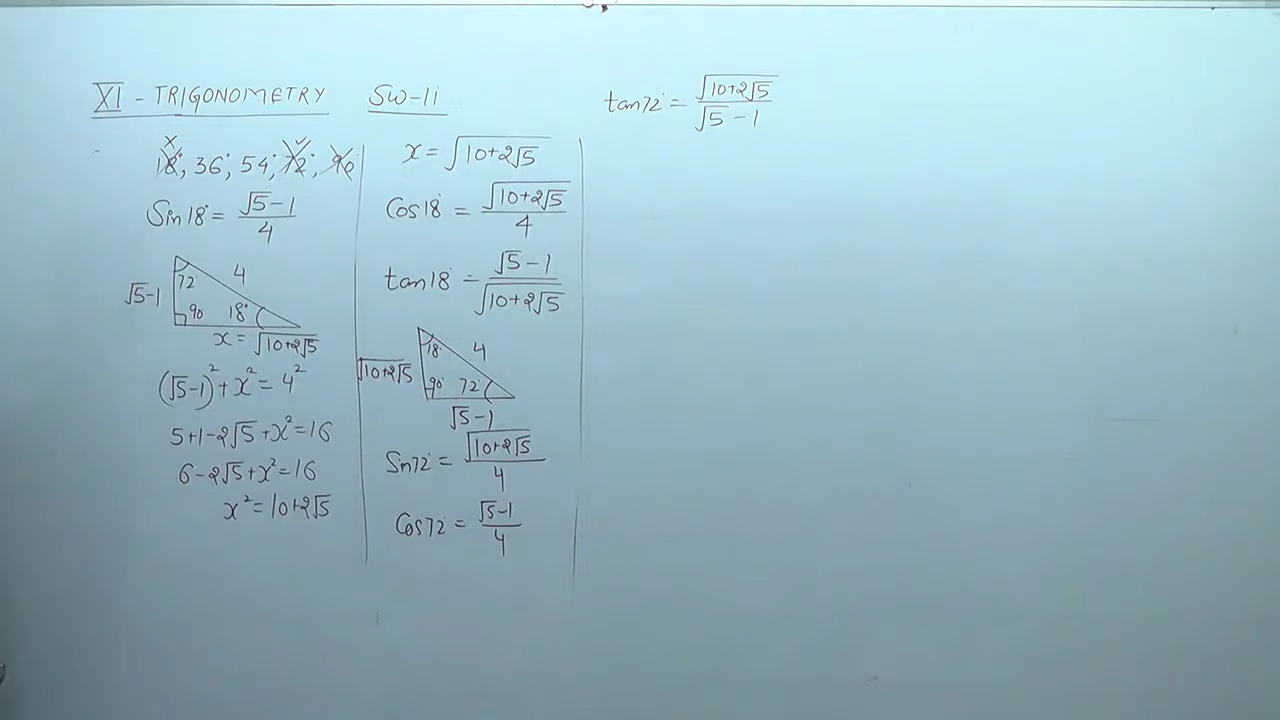 XI - TRIGONOMETRY SW-11
18°, 36°, 54°, 72°, 90°
Sin18° = √5-1/4
72° 4
√5-1
90 18°
x = √10+2√5
(√5-1)² + x² = 4²
5+1-2√5+x²=16
6-2√5+x²=16
x²=10+2√5
x = √10+2√5
Cos18° = √10+2√5/4
tan18° = √5-1/√10+2√5
18° 4
√10+2√5
90° 72°
√5-1
Sin72° = √10+2√5/4
Cos72° = √5-1/4
tan72° = √10+2√5/√5-1